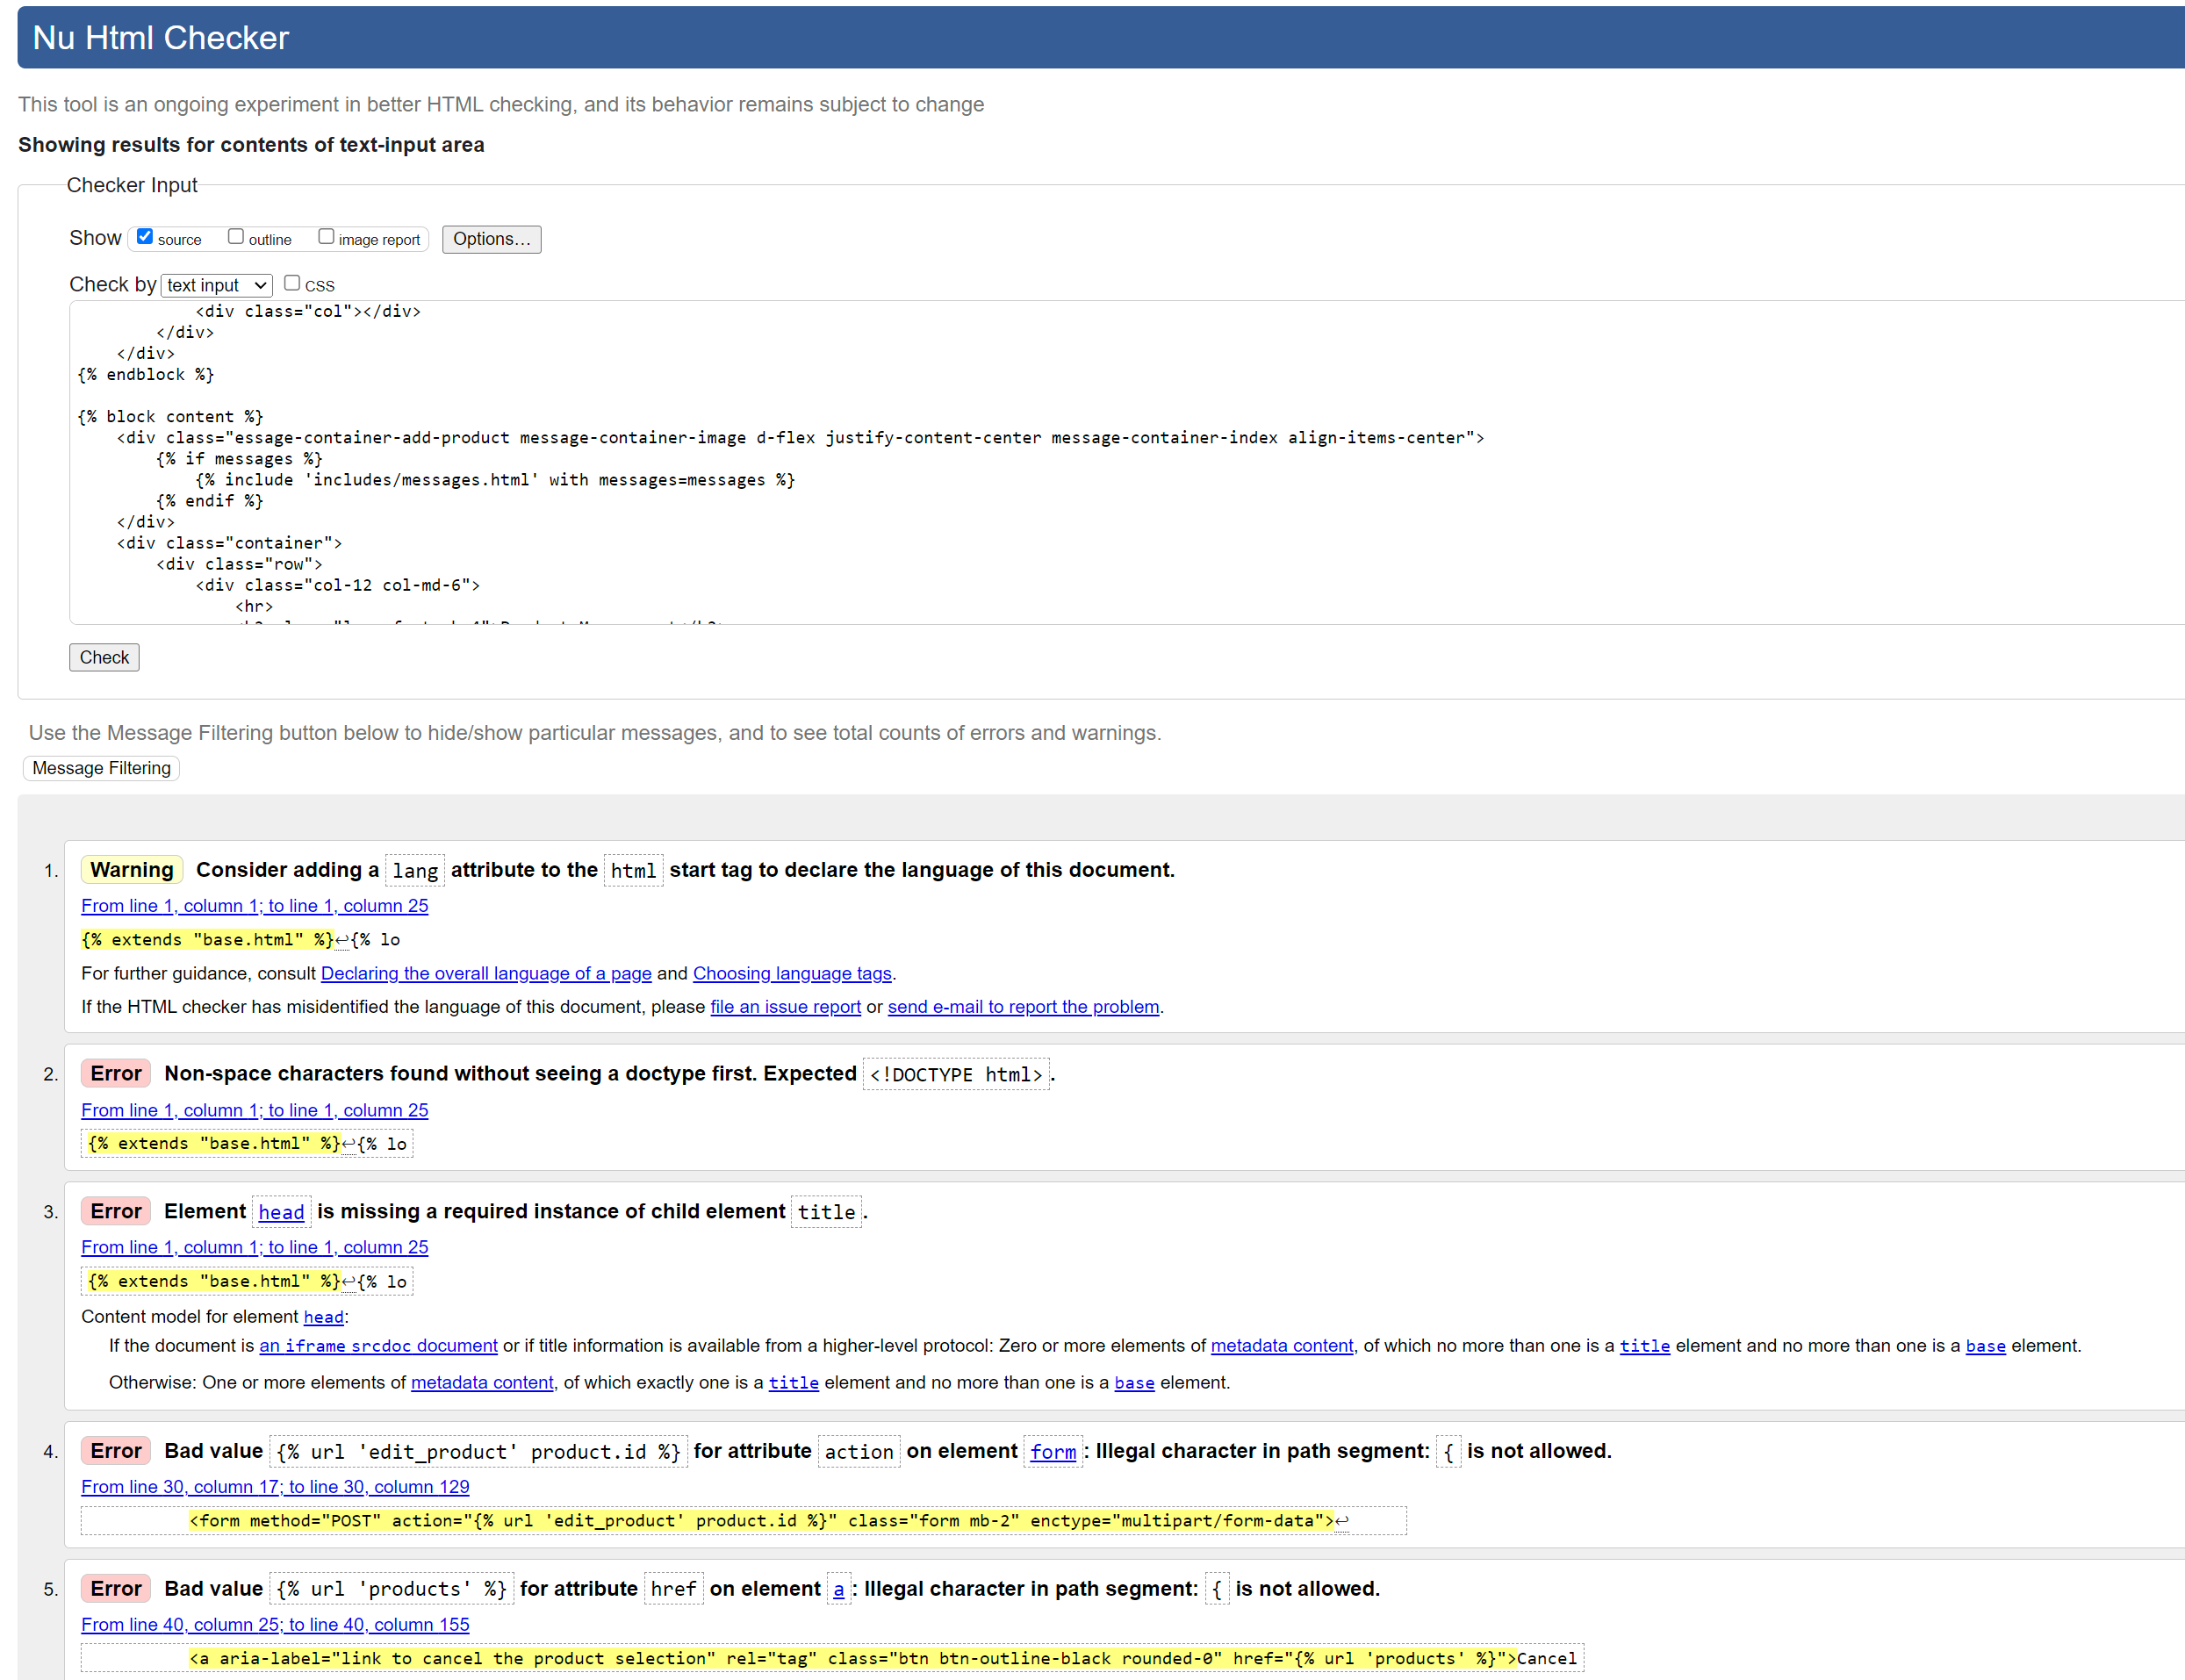 Nu Html Checker
This tool is an ongoing experiment in better HTML checking, and its behavior remains subject to change
Showing results for contents of text-input area
Checker Input
Show source outline image report Options...
Check by text input CSS
<div class="col"></div>
</div>
</div>
{% endblock %}
{% block content %}
<div class="essage-container-add-product message-container-image d-flex justify-content-center message-container-index align-items-center">
{% if messages %}
{% include 'includes/messages.html' with messages=messages %}
{% endif %}
</div>
<div class="container">
<div class="row">
<div class="col-12 col-md-6">
<hr>
Check
Use the Message Filtering button below to hide/show particular messages, and to see total counts of errors and warnings.
Message Filtering
1. Warning Consider adding a lang attribute to the html start tag to declare the language of this document.
From line 1, column 1; to line 1, column 25
{% extends "base.html" %}↩{% lo
For further guidance, consult Declaring the overall language of a page and Choosing language tags.
If the HTML checker has misidentified the language of this document, please file an issue report or send e-mail to report the problem.
2. Error Non-space characters found without seeing a doctype first. Expected <!DOCTYPE html>.
From line 1, column 1; to line 1, column 25
{% extends "base.html" %}↩{% lo
3. Error Element head is missing a required instance of child element title.
From line 1, column 1; to line 1, column 25
{% extends "base.html" %}↩{% lo
Content model for element head:
If the document is an iframe srcdoc document or if title information is available from a higher-level protocol: Zero or more elements of metadata content, of which no more than one is a title element and no more than one is a base element.
Otherwise: One or more elements of metadata content, of which exactly one is a title element and no more than one is a base element.
4. Error Bad value {% url 'edit_product' product.id %} for attribute action on element form: Illegal character in path segment: { is not allowed.
From line 30, column 17; to line 30, column 129
<form method="POST" action="{% url 'edit_product' product.id %}" class="form mb-2" enctype="multipart/form-data">↩
5. Error Bad value {% url 'products' %} for attribute href on element a: Illegal character in path segment: { is not allowed.
From line 40, column 25; to line 40, column 155
<a aria-label="link to cancel the product selection" rel="tag" class="btn btn-outline-black rounded-0" href="{% url 'products' %}">Cancel